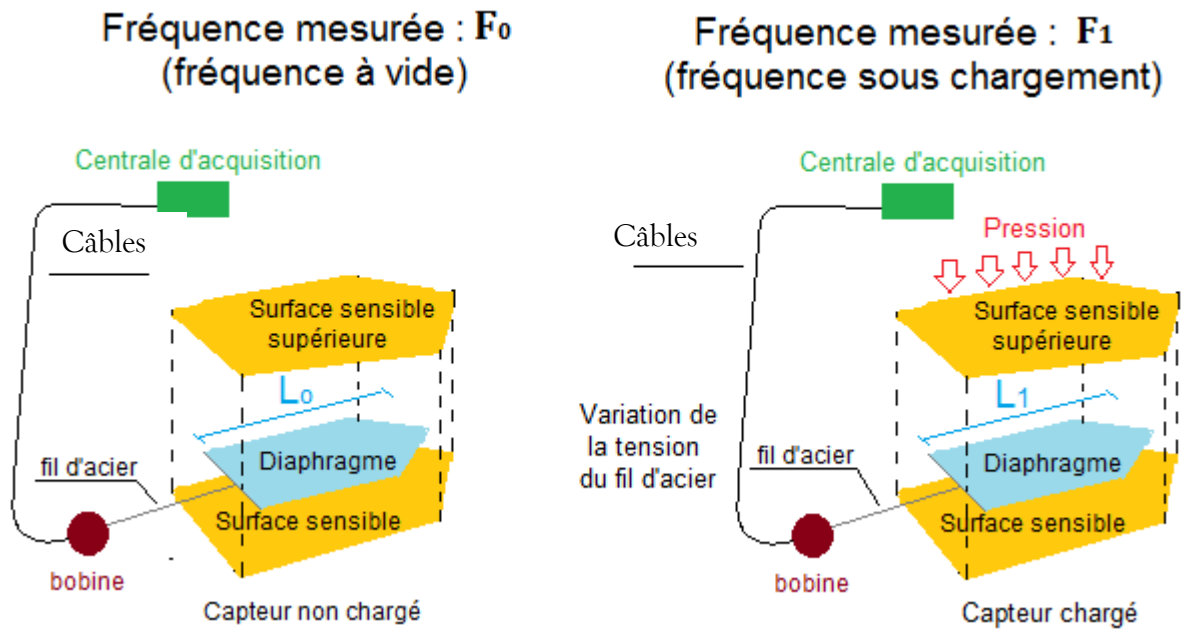 Fréquence mesurée : F₀
(fréquence à vide)
Centrale d'acquisition
Câbles
Surface sensible
supérieure
L₀
Diaphragme
fil d'acier
Surface sensible
bobine
Capteur non chargé
Fréquence mesurée : F₁
(fréquence sous chargement)
Centrale d'acquisition
Câbles
Pression
Surface sensible
supérieure
L₁
Variation de
la tension
du fil d'acier
fil d'acier
Diaphragme
Surface sensible
bobine
Capteur chargé